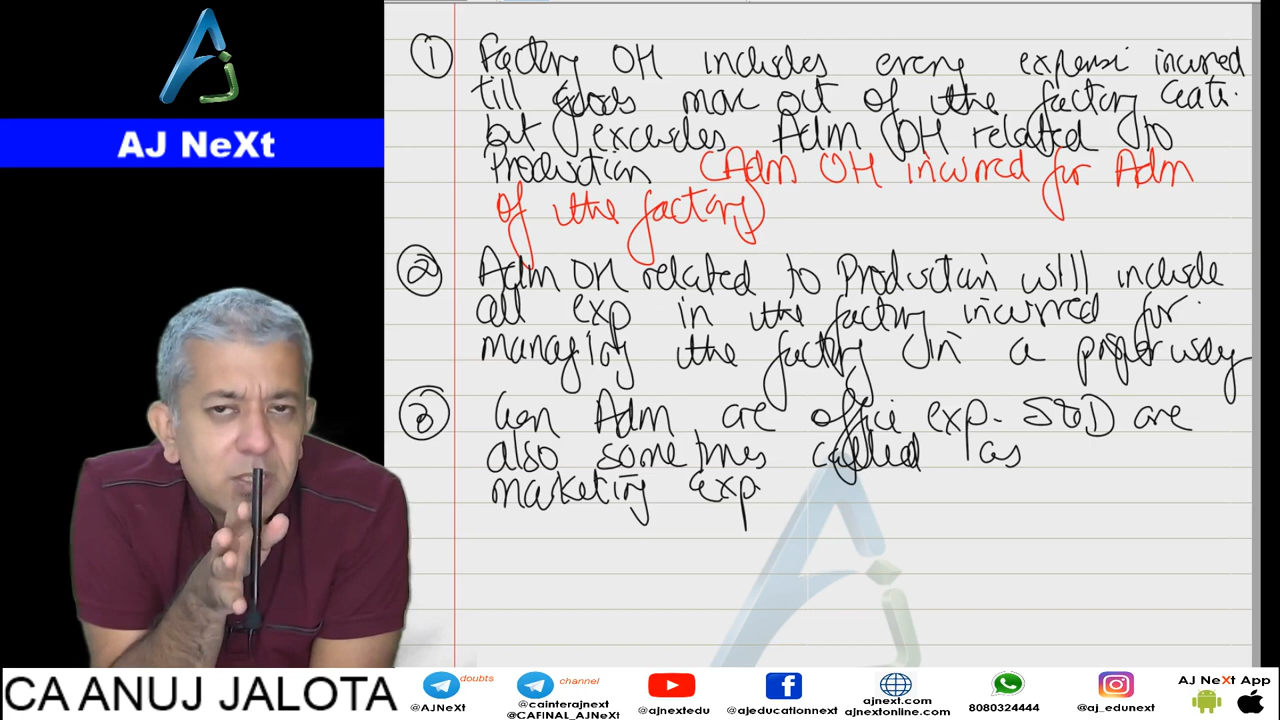 AJ NeXt
① Factory OH includes every expense incurred
till goods move out of the factory Gate.
but excludes Adm OH related to
Production (Adm OH incurred for Adm
of the factory)
② Adm OH related to Production will include
all exp in the factory incurred for
managing the factory in a proper way
③ Gen Adm are office exp. S&D are
also sometimes called as
marketing exp.
CA ANUJ JALOTA
doubts
@AJNeXt
channel
@cainterajnext
@CAFINAL_AJNeXt
@ajnextedu
@ajeducationnext
ajnext.com
ajnextonline.com
8080324444
@aj_edunext
AJ NeXt App